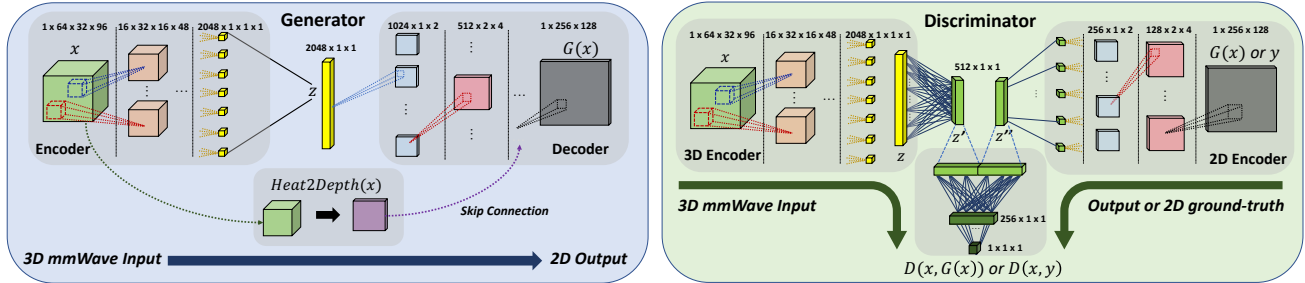 Generator
1 x 64 x 32 x 96
16 x 32 x 16 x 48
2048 x 1 x 1 x 1
2048 x 1 x 1
1024 x 1 x 2
512 x 2 x 4
1 x 256 x 128
x
...
z
...
G(x)
Encoder
Decoder
Heat2Depth(x)
Skip Connection
3D mmWave Input
2D Output
Discriminator
1 x 64 x 32 x 96
16 x 32 x 16 x 48
2048 x 1 x 1 x 1
512 x 1 x 1
256 x 1 x 2
128 x 2 x 4
1 x 256 x 128
x
...
z
z'
z''
...
G(x) or y
3D Encoder
2D Encoder
3D mmWave Input
Output or 2D ground-truth
256 x 1 x 1
1 x 1 x 1
D(x, G(x)) or D(x, y)